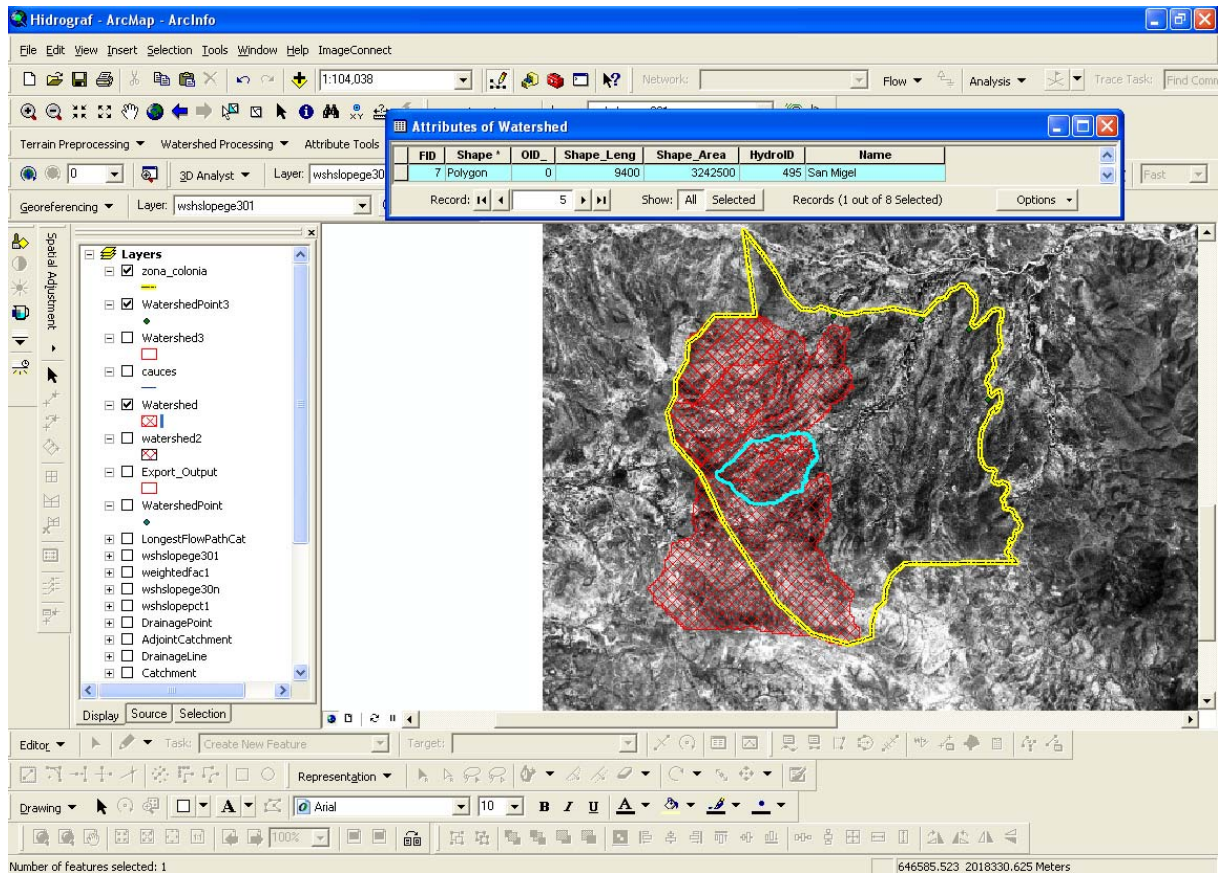 Hidrograf - ArcMap - ArcInfo
File Edit View Insert Selection Tools Window Help ImageConnect
1:104,038 Network: Flow Analysis Trace Task: Find Comm
Terrain Preprocessing Watershed Processing Attribute Tools
0 3D Analyst Layer: wshslopege30 Fast
Georeferencing Layer: wshslopege301
Attributes of Watershed
FID Shape * OID_ Shape_Leng Shape_Area HydroID Name
7 Polygon 0 9400 3242500 495 San Migel
Record: 5 Show: All Selected Records (1 out of 8 Selected) Options
Spatial Adjustment
Layers
zona_colonia
WatershedPoint3
Watershed3
cauces
Watershed
watershed2
Export_Output
WatershedPoint
LongestFlowPathCat
wshslopege301
weightedfac1
wshslopege30n
wshslopepct1
DrainagePoint
AdjointCatchment
DrainageLine
Catchment
Display Source Selection
Editor Task: Create New Feature Target:
Representation
Drawing A Arial 10 B I U A
100%
Number of features selected: 1 646585.523 2018330.625 Meters